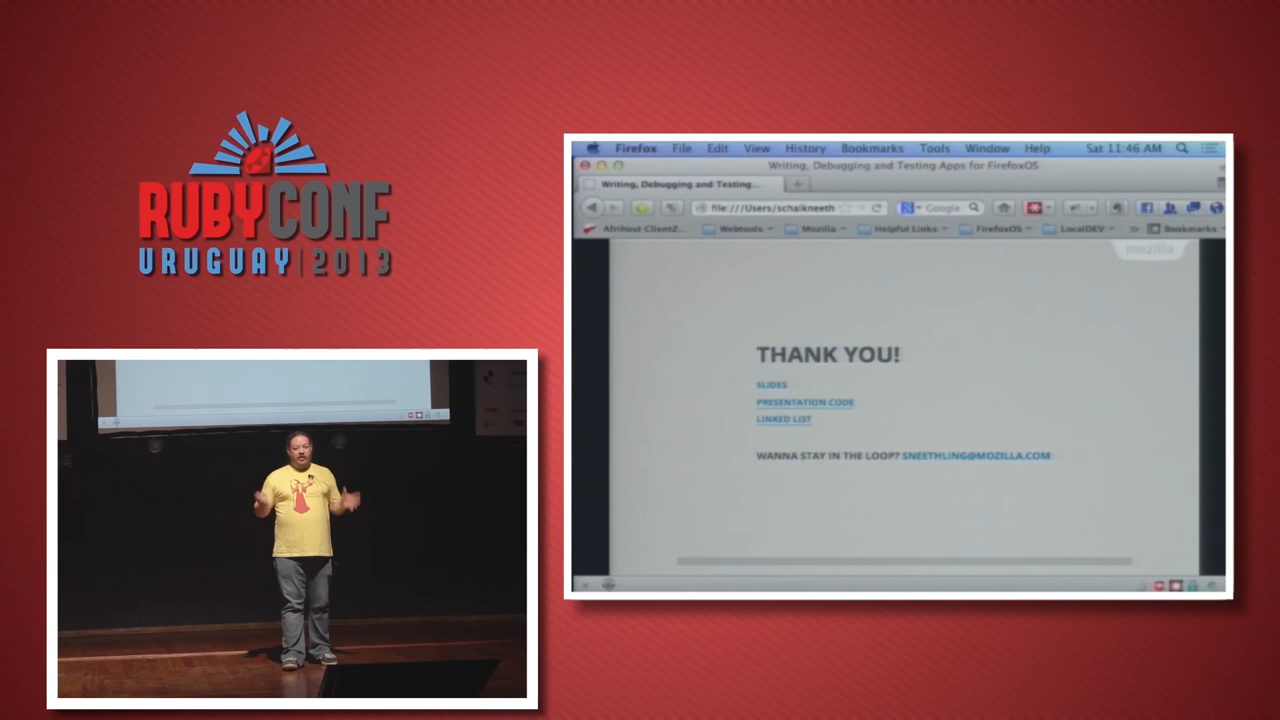 RUBYCONF
URUGUAY|2013
Firefox File Edit View History Bookmarks Tools Window Help Sat 11:46 AM
Writing, Debugging and Testing Apps for FirefoxOS
Writing, Debugging and Testing...
file:///Users/schalkneeth
Google
Afrihost ClientZ... Webtools Mozilla Helpful Links FirefoxOS LocalDEV » Bookmarks
mozilla
THANK YOU!
SLIDES
PRESENTATION CODE
LINKED LIST
WANNA STAY IN THE LOOP? SNEETHLING@MOZILLA.COM